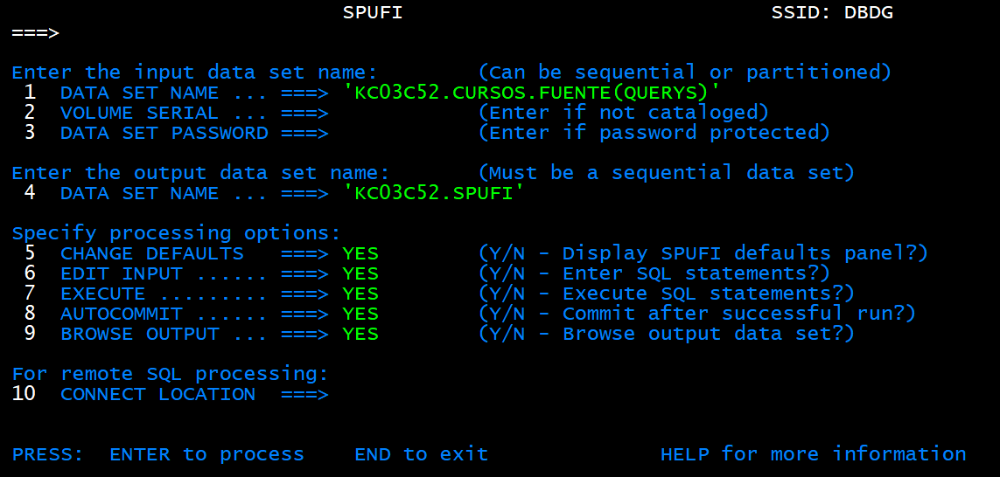 SPUFI SSID: DBDG
===>
Enter the input data set name: (Can be sequential or partitioned)
1 DATA SET NAME ... ===> 'KC03C52.CURSOS.FUENTE(QUERYS)'
2 VOLUME SERIAL ... ===> (Enter if not cataloged)
3 DATA SET PASSWORD ===> (Enter if password protected)
Enter the output data set name: (Must be a sequential data set)
4 DATA SET NAME ... ===> 'KC03C52.SPUFI'
Specify processing options:
5 CHANGE DEFAULTS ===> YES (Y/N - Display SPUFI defaults panel?)
6 EDIT INPUT ...... ===> YES (Y/N - Enter SQL statements?)
7 EXECUTE ......... ===> YES (Y/N - Execute SQL statements?)
8 AUTOCOMMIT ...... ===> YES (Y/N - Commit after successful run?)
9 BROWSE OUTPUT ... ===> YES (Y/N - Browse output data set?)
For remote SQL processing:
10 CONNECT LOCATION ===>
PRESS: ENTER to process END to exit HELP for more information